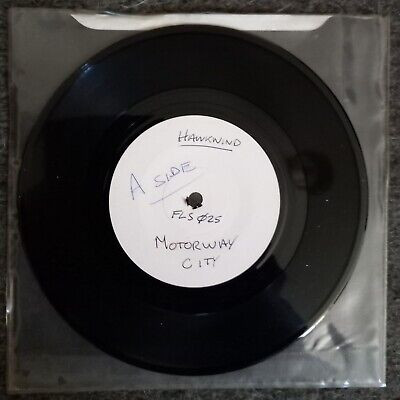 HAWKWIND
A SIDE
FLS Ø25
MOTORWAY
CITY